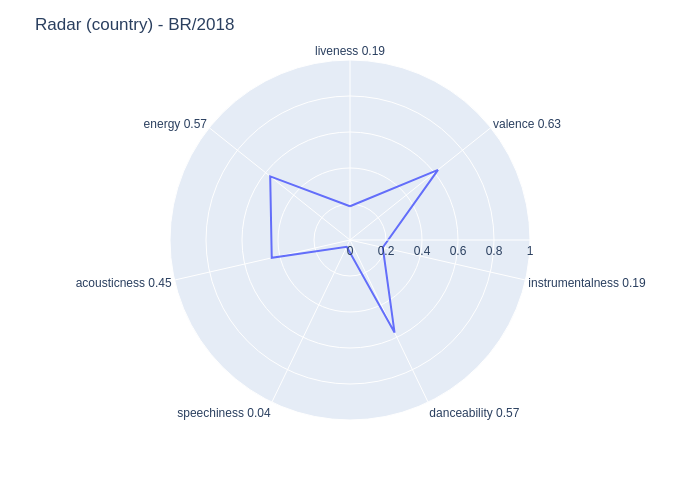 Radar (country) - BR/2018
liveness 0.19
energy 0.57
valence 0.63
0 0.2 0.4 0.6 0.8 1
acousticness 0.45
instrumentalness 0.19
speechiness 0.04
danceability 0.57